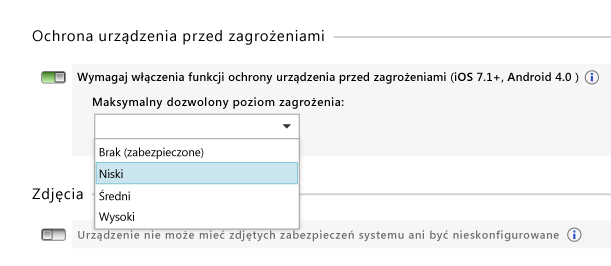 Ochrona urządzenia przed zagrożeniami
Wymagaj włączenia funkcji ochrony urządzenia przed zagrożeniami (iOS 7.1+, Android 4.0 )
Maksymalny dozwolony poziom zagrożenia:
Brak (zabezpieczone)
Niski
Średni
Wysoki
Zdjęcia
Urządzenie nie może mieć zdjętych zabezpieczeń systemu ani być nieskonfigurowane